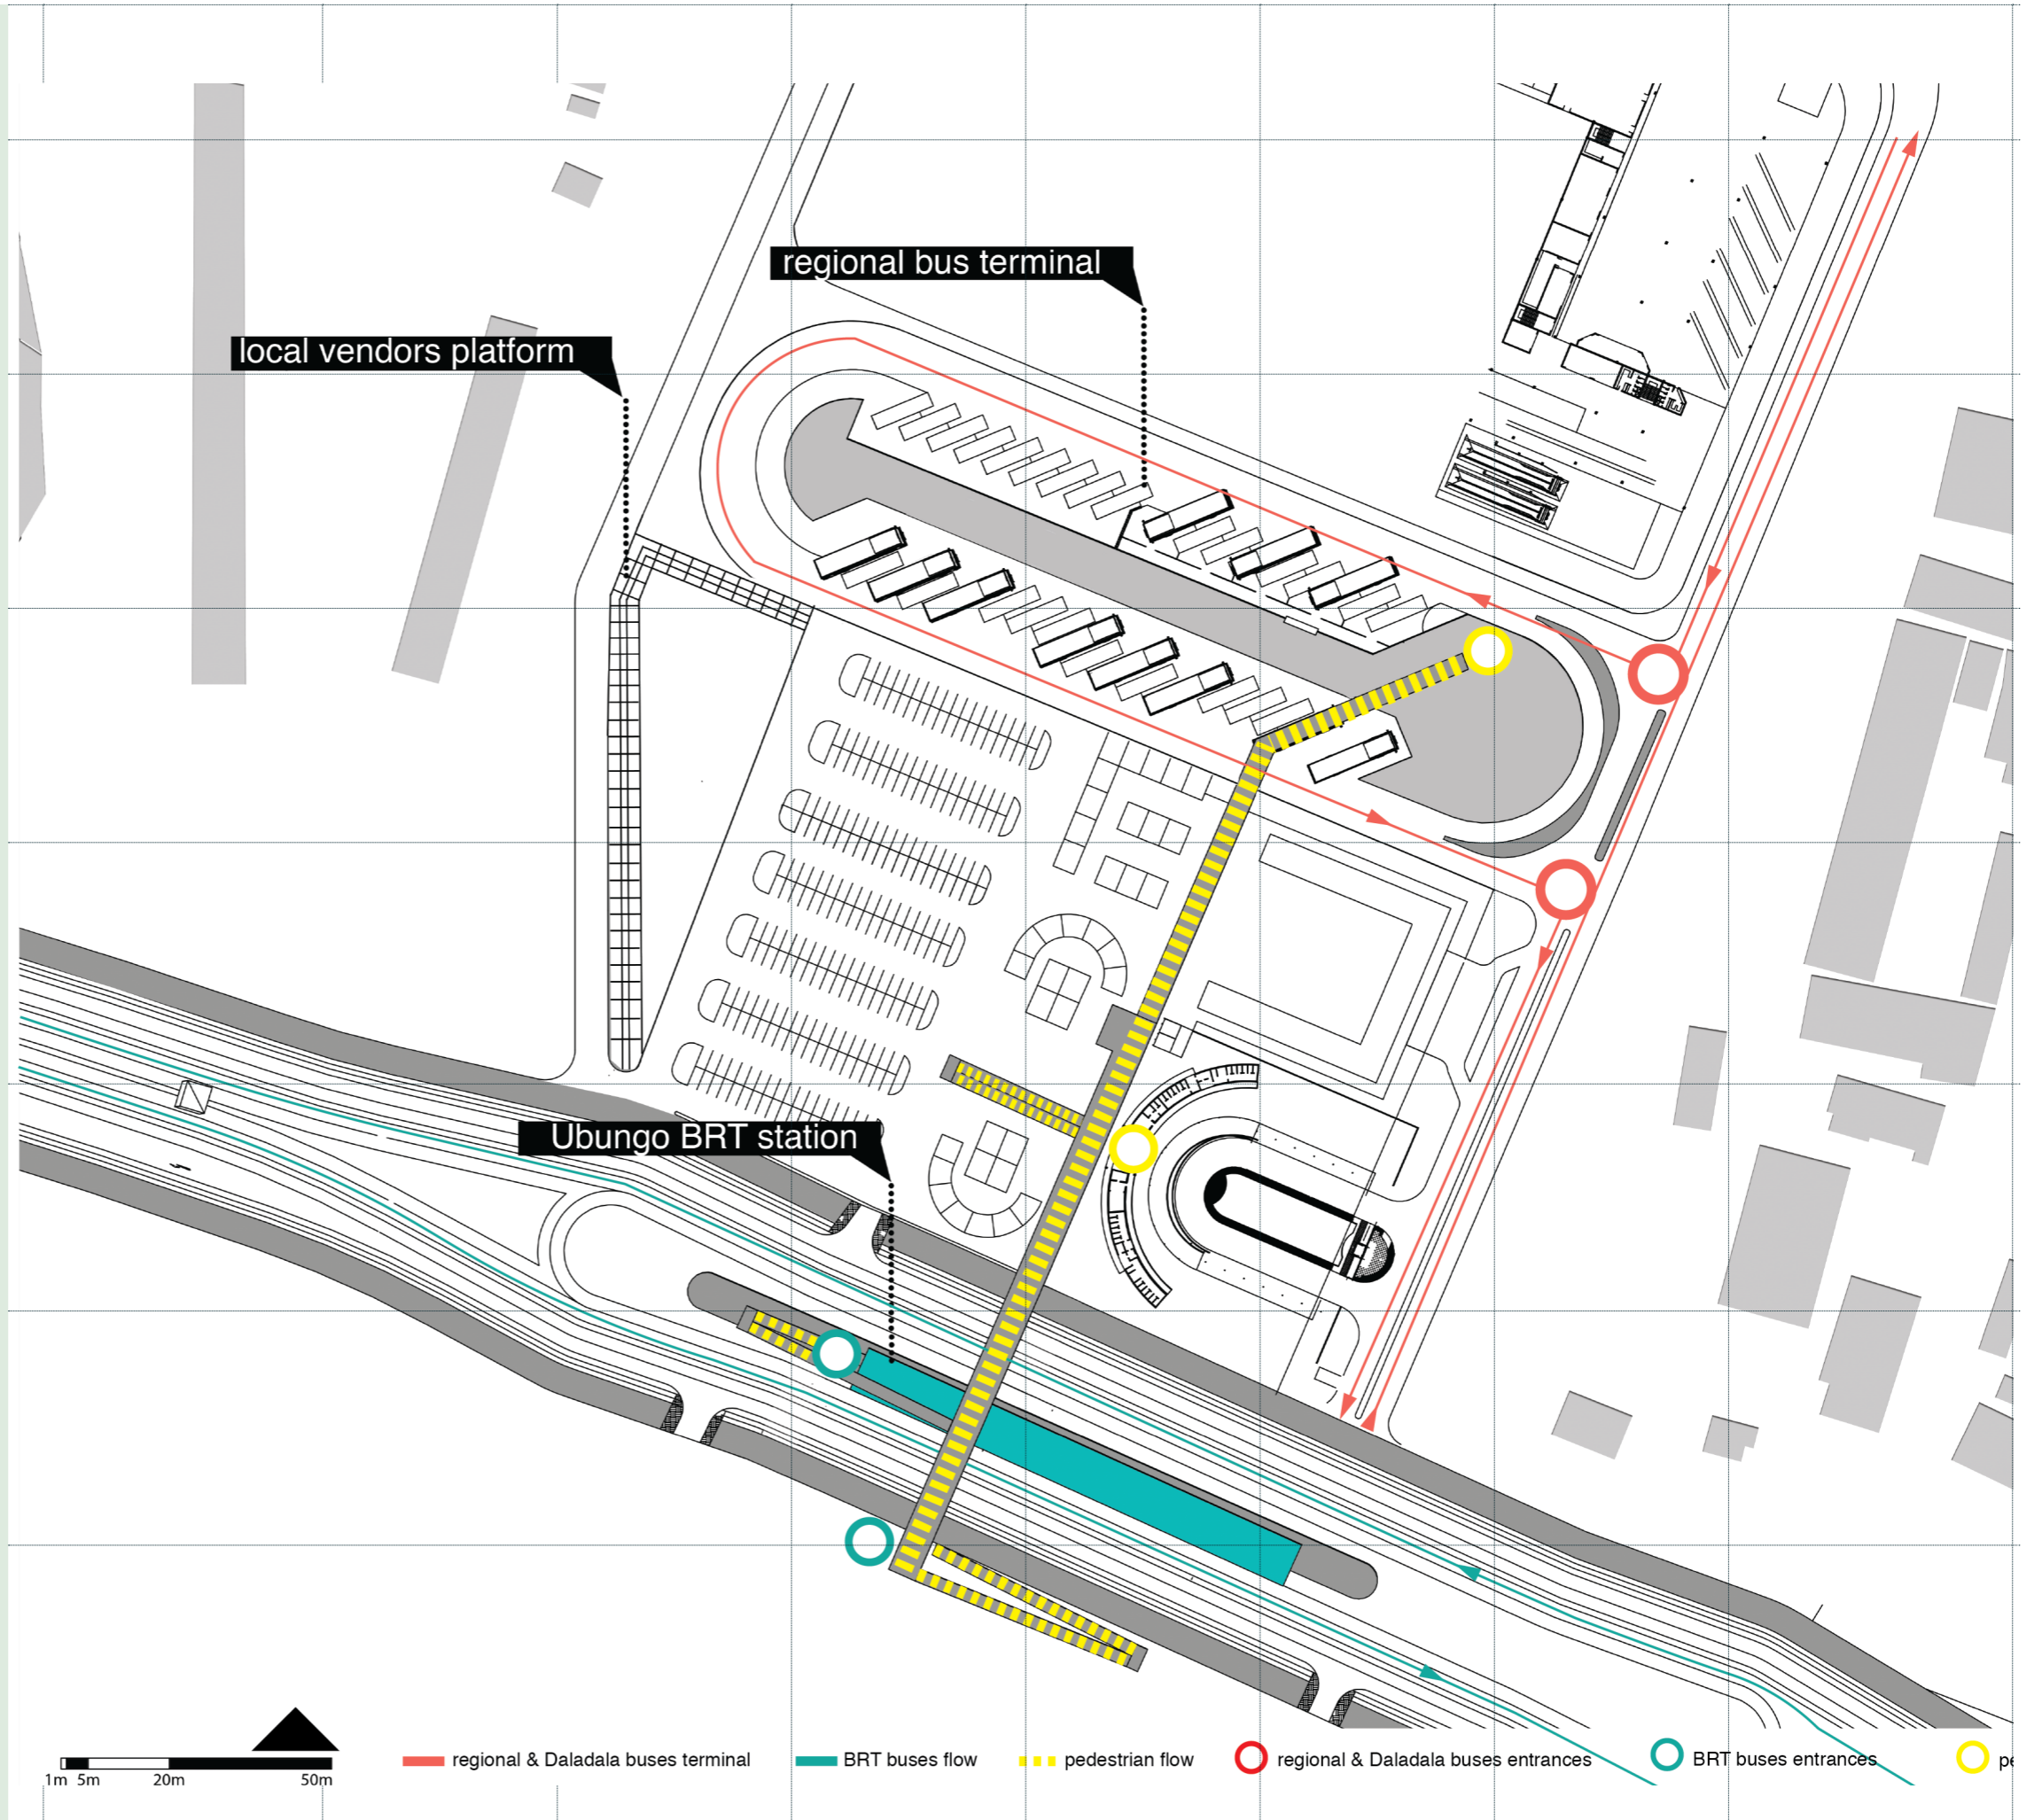 regional bus terminal
local vendors platform
Ubungo BRT station
1m 5m 20m 50m
regional & Daladala buses terminal
BRT buses flow
pedestrian flow
regional & Daladala buses entrances
BRT buses entrances